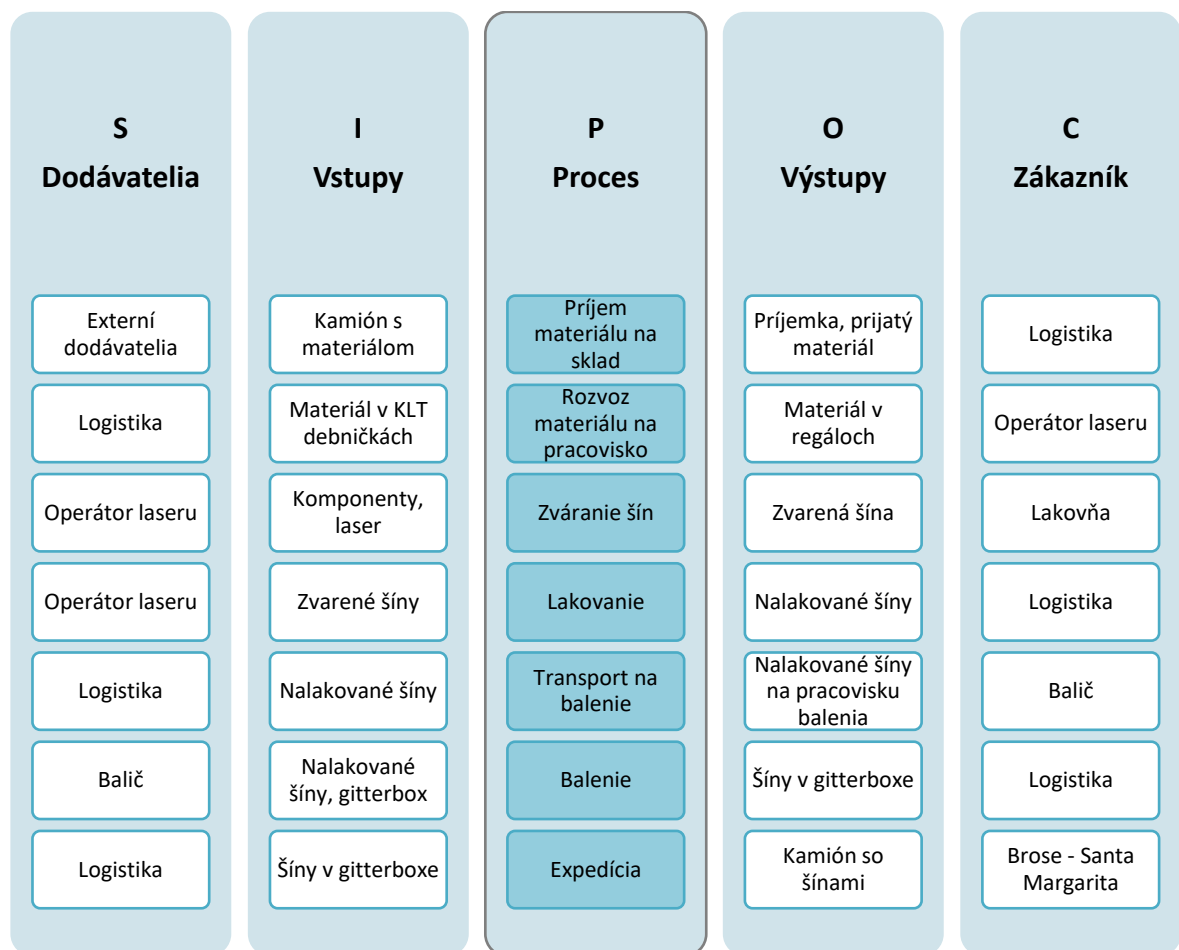 S
Dodávatelia
I
Vstupy
P
Proces
O
Výstupy
C
Zákazník
Externí
dodávatelia
Kamión s
materiálom
Príjem
materiálu na
sklad
Príjemka, prijatý
materiál
Logistika
Logistika
Materiál v KLT
debničkách
Rozvoz
materiálu na
pracovisko
Materiál v
regáloch
Operátor laseru
Operátor laseru
Komponenty,
laser
Zváranie šín
Zvarená šína
Lakovňa
Operátor laseru
Zvarené šíny
Lakovanie
Nalakované šíny
Logistika
Logistika
Nalakované šíny
Transport na
balenie
Nalakované šíny
na pracovisku
balenia
Balič
Balič
Nalakované
šíny, gitterbox
Balenie
Šíny v gitterboxe
Logistika
Logistika
Šíny v gitterboxe
Expedícia
Kamión so
šínami
Brose - Santa
Margarita